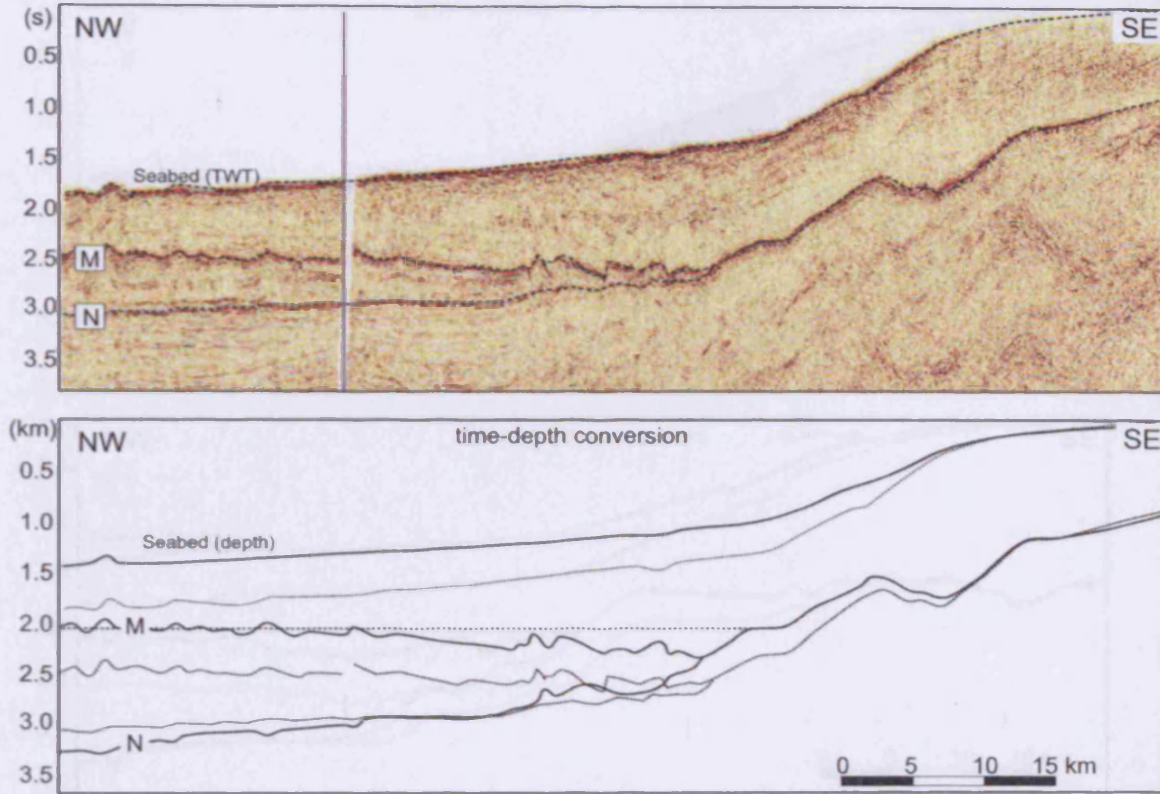 (s)
NW
SE
0.5
1.0
1.5
Seabed (TWT)
2.0
M
2.5
3.0
N
3.5
(km)
NW
time-depth conversion
SE
0.5
1.0
Seabed (depth)
1.5
2.0
M
2.5
3.0
N
3.5
0 5 10 15 km